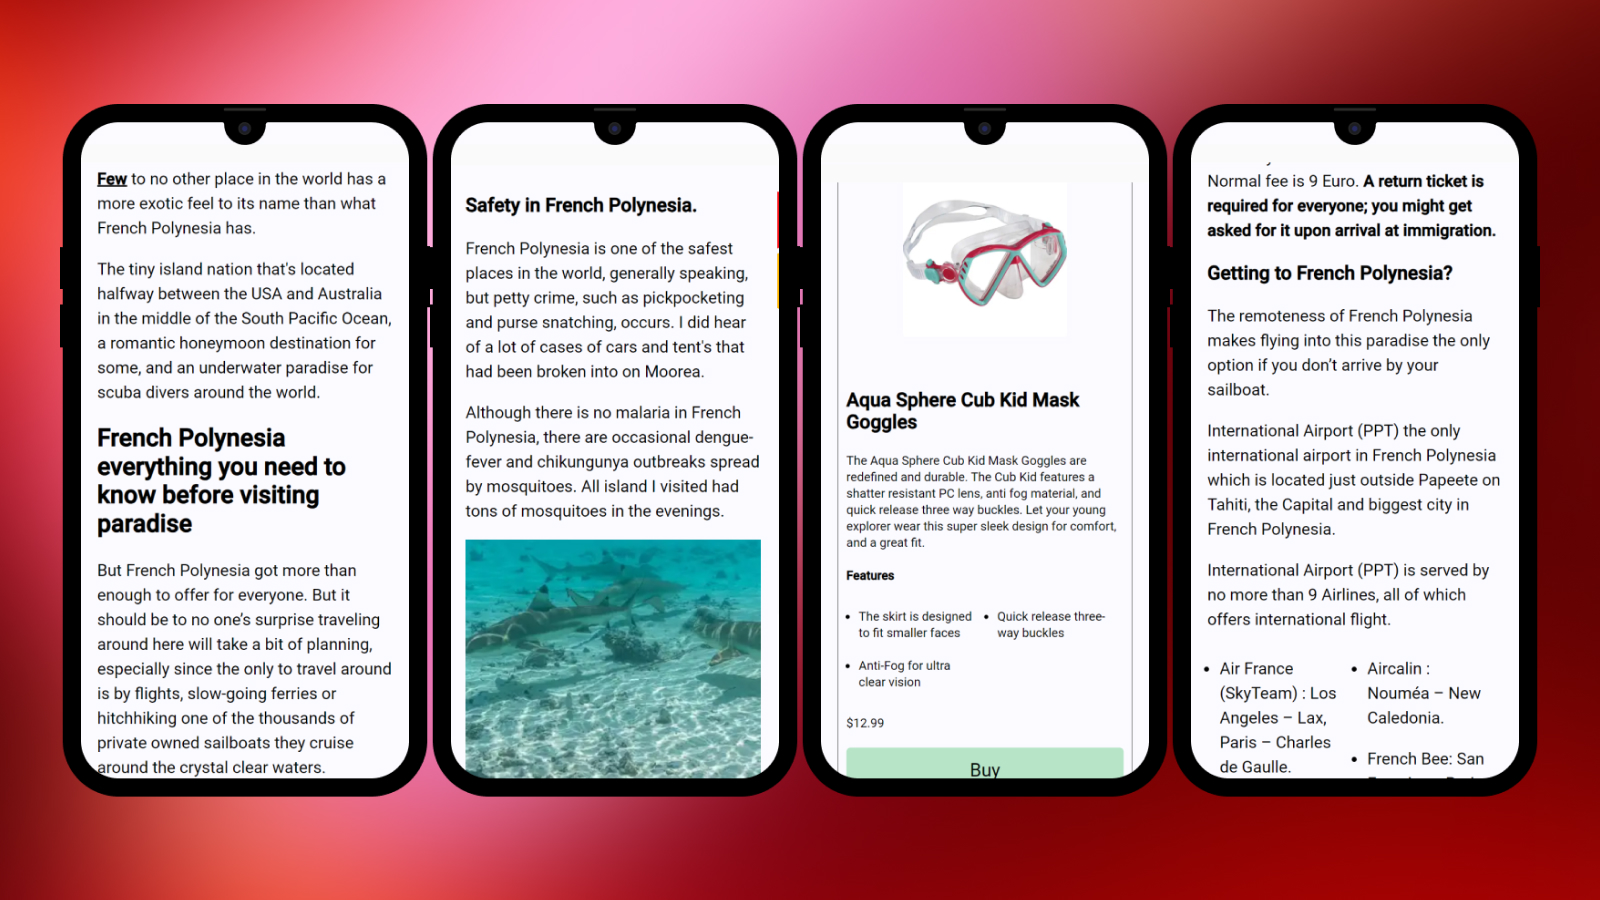 Few to no other place in the world has a
more exotic feel to its name than what
French Polynesia has.
The tiny island nation that's located
halfway between the USA and Australia
in the middle of the South Pacific Ocean,
a romantic honeymoon destination for
some, and an underwater paradise for
scuba divers around the world.
French Polynesia
everything you need to
know before visiting
paradise
But French Polynesia got more than
enough to offer for everyone. But it
should be to no one’s surprise traveling
around here will take a bit of planning,
especially since the only to travel around
is by flights, slow-going ferries or
hitchhiking one of the thousands of
private owned sailboats they cruise
around the crystal clear waters.
Safety in French Polynesia.
French Polynesia is one of the safest
places in the world, generally speaking,
but petty crime, such as pickpocketing
and purse snatching, occurs. I did hear
of a lot of cases of cars and tent's that
had been broken into on Moorea.
Although there is no malaria in French
Polynesia, there are occasional dengue-
fever and chikungunya outbreaks spread
by mosquitoes. All island I visited had
tons of mosquitoes in the evenings.
Aqua Sphere Cub Kid Mask
Goggles
The Aqua Sphere Cub Kid Mask Goggles are
redefined and durable. The Cub Kid features a
shatter resistant PC lens, anti fog material, and
quick release three way buckles. Let your young
explorer wear this super sleek design for comfort,
and a great fit.
Features
• The skirt is designed
to fit smaller faces
• Quick release three-
way buckles
• Anti-Fog for ultra
clear vision
$12.99
Buy
Normal fee is 9 Euro. A return ticket is
required for everyone; you might get
asked for it upon arrival at immigration.
Getting to French Polynesia?
The remoteness of French Polynesia
makes flying into this paradise the only
option if you don’t arrive by your
sailboat.
International Airport (PPT) the only
international airport in French Polynesia
which is located just outside Papeete on
Tahiti, the Capital and biggest city in
French Polynesia.
International Airport (PPT) is served by
no more than 9 Airlines, all of which
offers international flight.
• Air France
(SkyTeam) : Los
Angeles – Lax,
Paris – Charles
de Gaulle.
• Aircalin :
Nouméa – New
Caledonia.
• French Bee: San